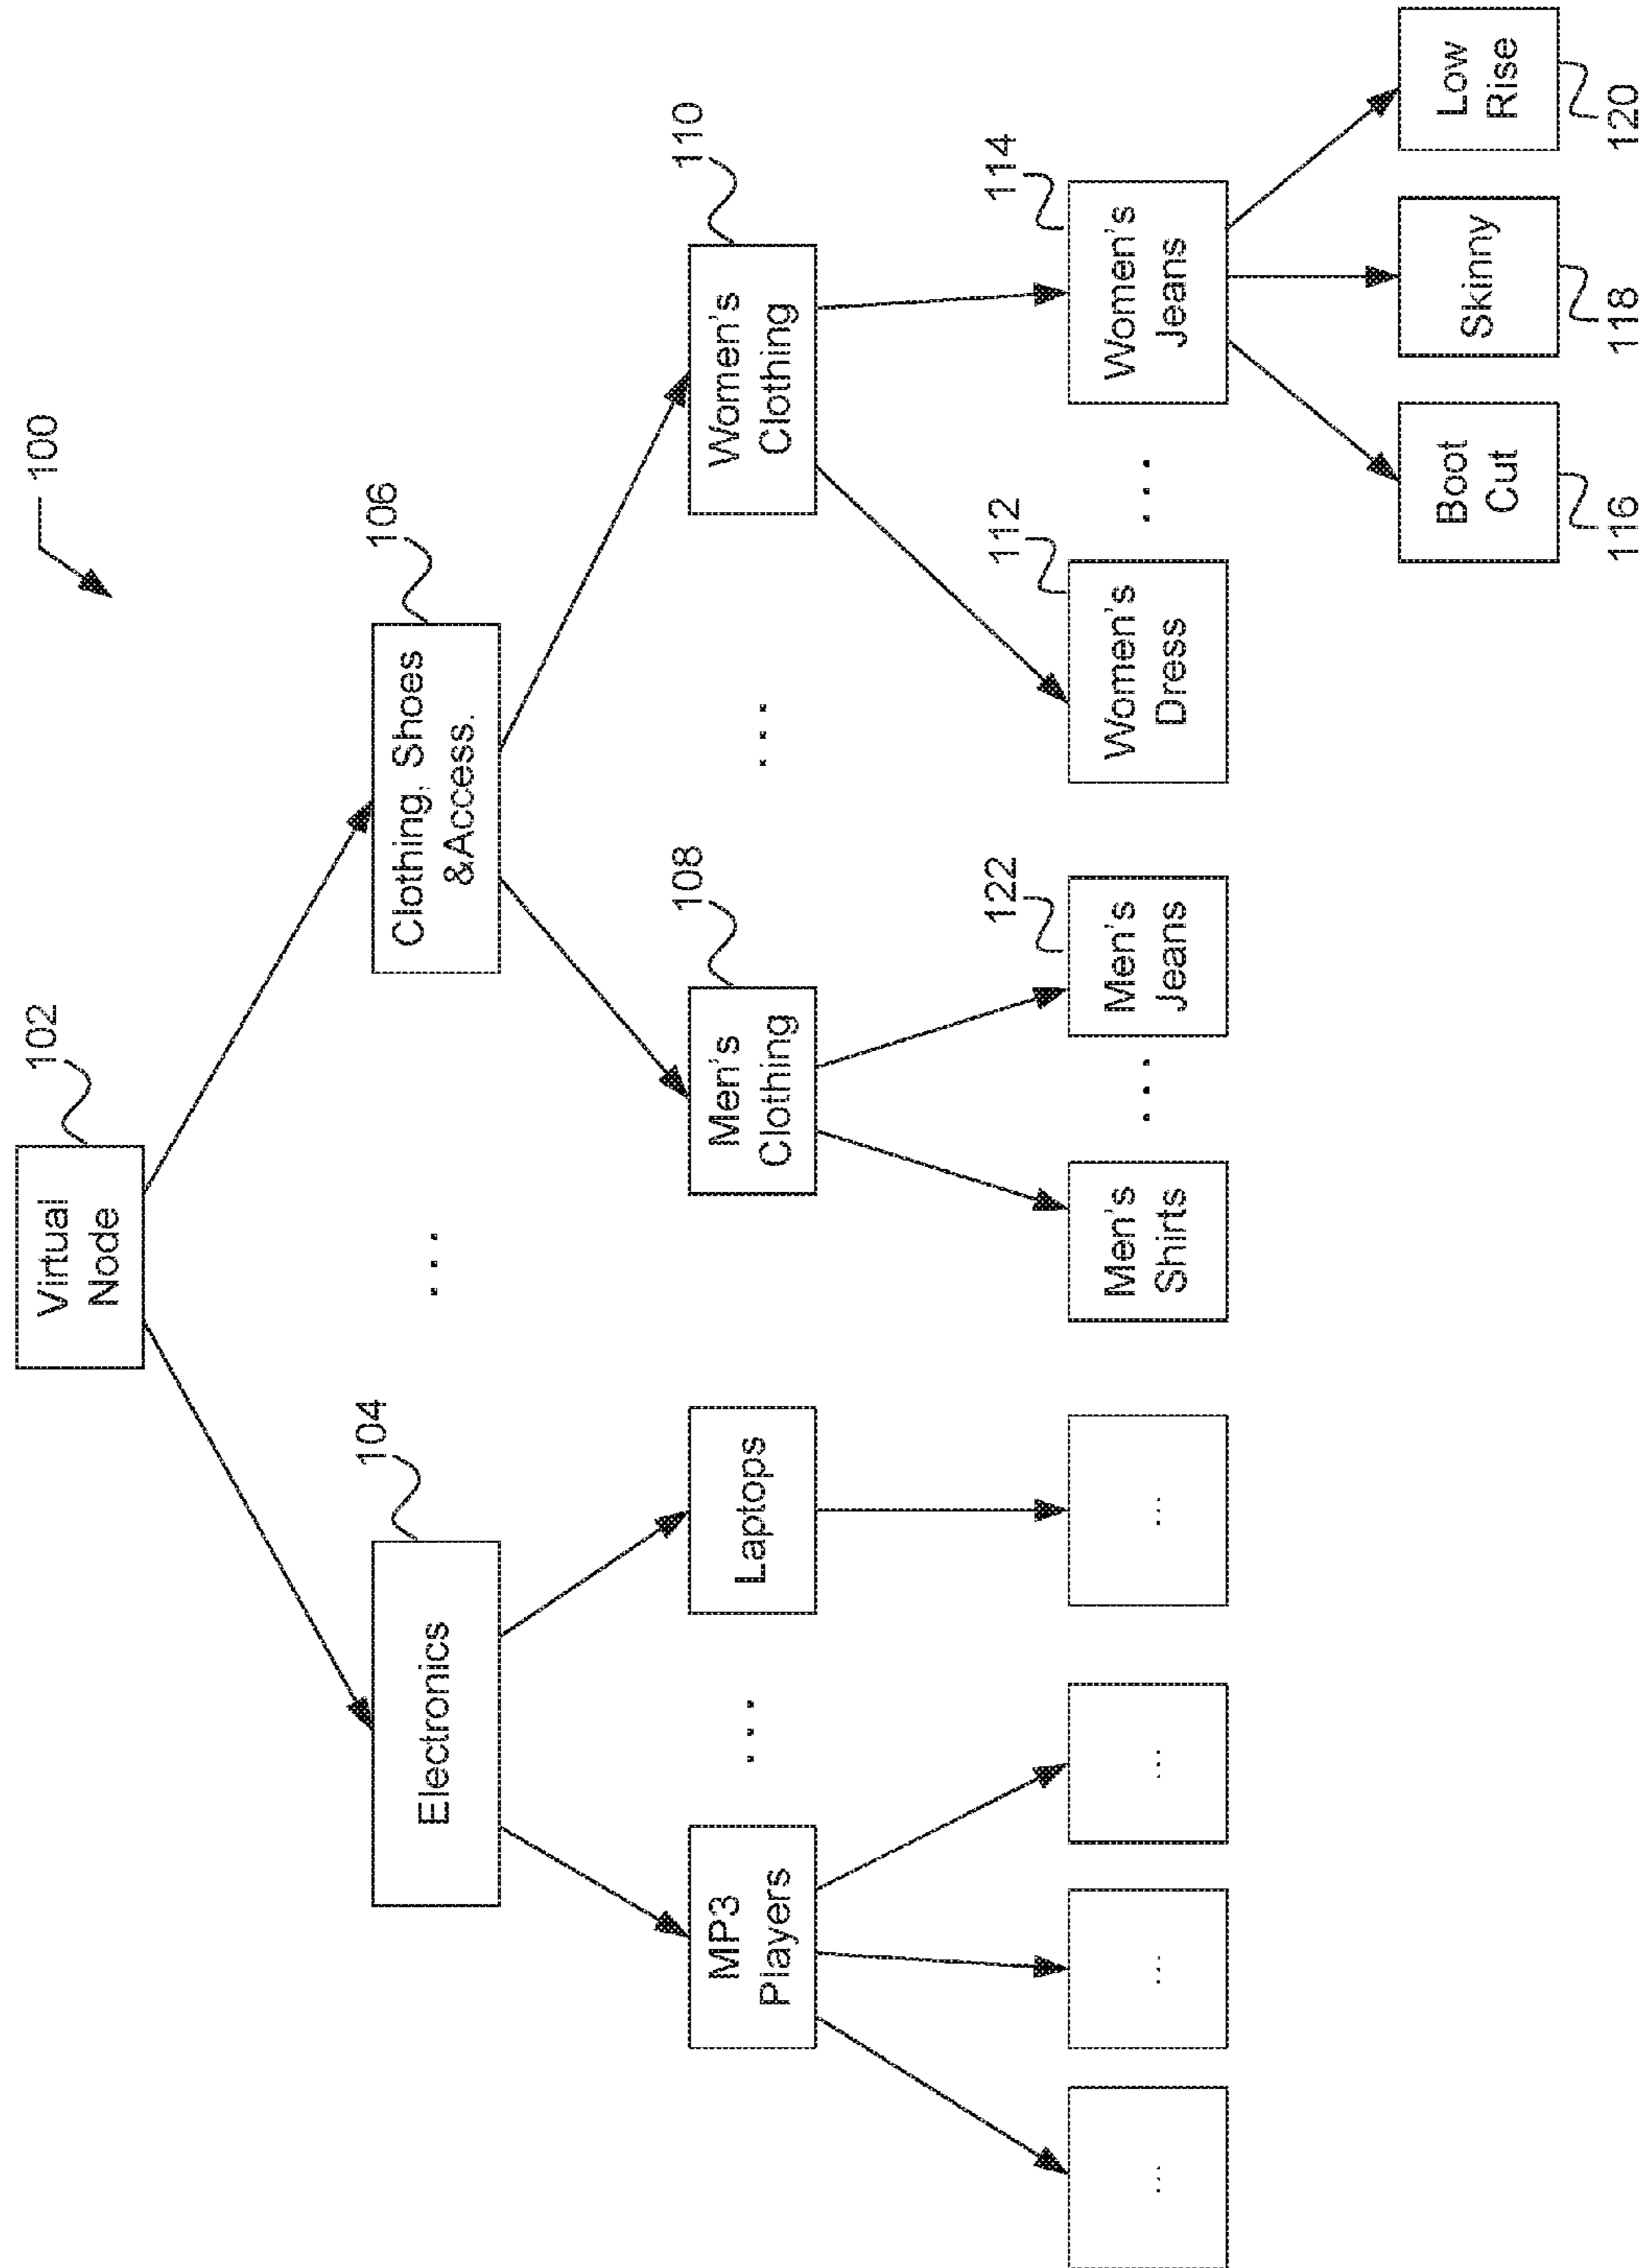 100
Virtual
Node
102
Electronics
104
...
Clothing, Shoes
&Access.
106
MP3
Players
...
Laptops
Men's
Clothing
108
...
Women's
Clothing
110
...
...
...
...
Men's
Shirts
...
Men's
Jeans
122
Women's
Dress
112
...
Women's
Jeans
114
Boot
Cut
116
Skinny
118
Low
Rise
120